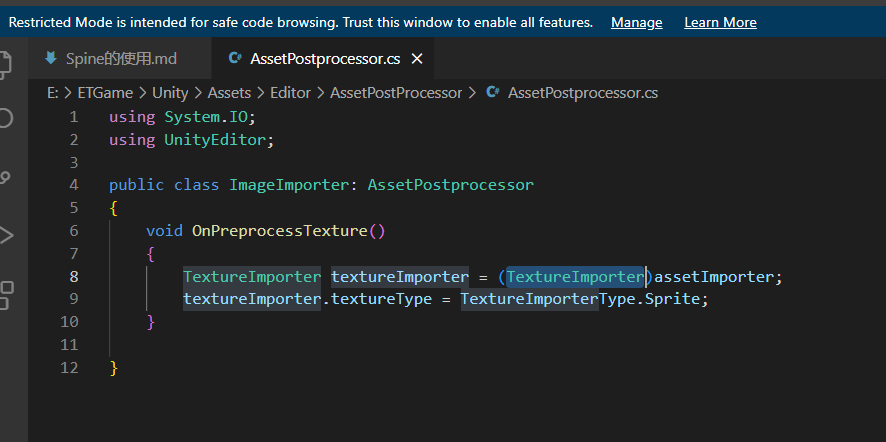 Restricted Mode is intended for safe code browsing. Trust this window to enable all features. Manage Learn More
Spine的使用.md AssetPostprocessor.cs
E: > ETGame > Unity > Assets > Editor > AssetPostProcessor > AssetPostprocessor.cs
1 using System.IO;
2 using UnityEditor;
3
4 public class ImageImporter: AssetPostprocessor
5 {
6 void OnPreprocessTexture()
7 {
8 TextureImporter textureImporter = (TextureImporter)assetImporter;
9 textureImporter.textureType = TextureImporterType.Sprite;
10 }
11
12 }